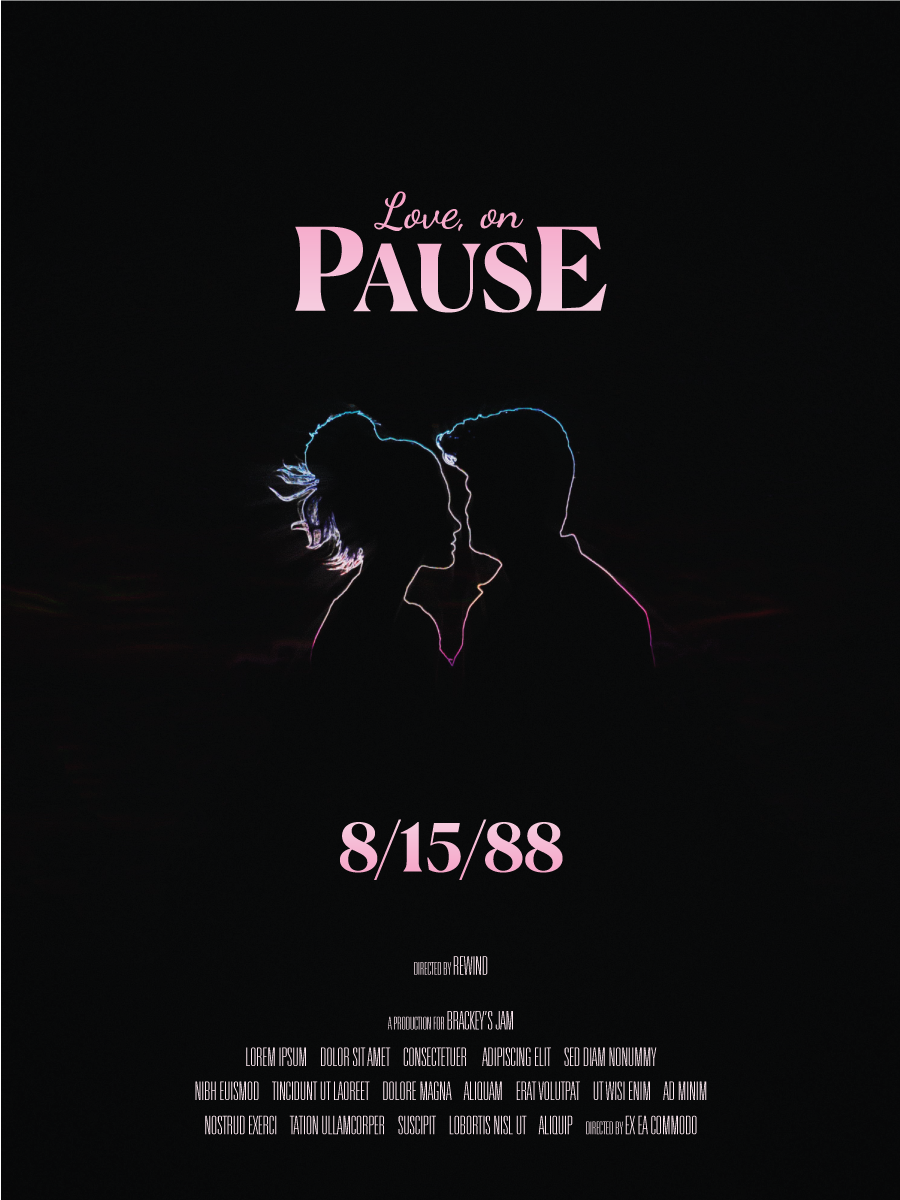 Love, on
PAUSE
8/15/88
DIRECTED BY REWIND
A PRODUCTION FOR BRACKEY'S JAM
LOREM IPSUM DOLOR SIT AMET CONSECTETUER ADIPISCING ELIT SED DIAM NONUMMY
NIBH EUISMOD TINCIDUNT UT LAOREET DOLORE MAGNA ALIQUAM ERAT VOLUTPAT UT WISI ENIM AD MINIM
NOSTRUD EXERCI TATION ULLAMCORPER SUSCIPIT LOBORTIS NISL UT ALIQUIP DIRECTED BY EX EA COMMODO